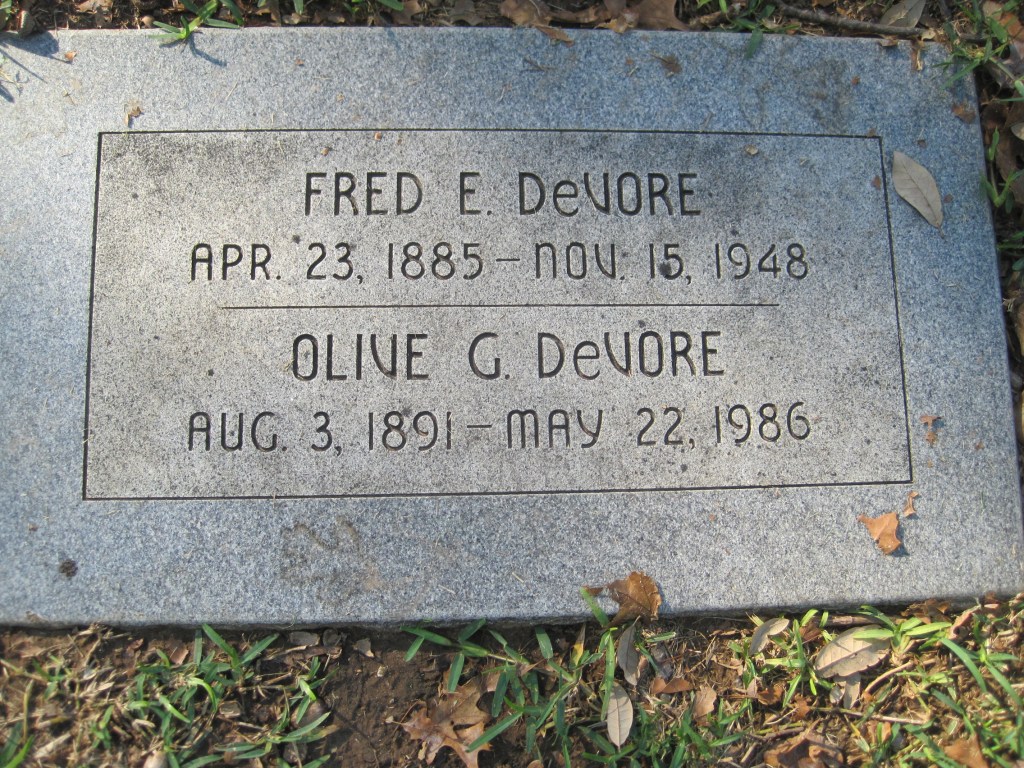 FRED E. DeVORE
APR. 23, 1885 – NOV. 15, 1948
OLIVE G. DeVORE
AUG. 3, 1891 – MAY 22, 1986